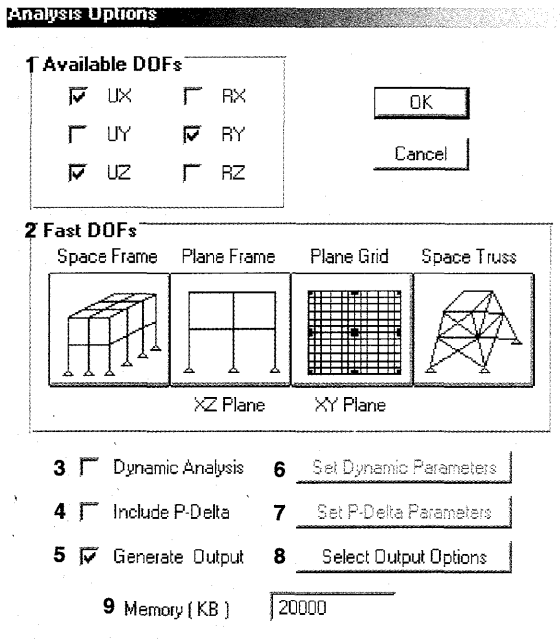 Analysis Options
1 Available DOFs
UX RX
UY RY
UZ RZ
OK
Cancel
2 Fast DOFs
Space Frame Plane Frame Plane Grid Space Truss
XZ Plane XY Plane
3 Dynamic Analysis 6 Set Dynamic Parameters
4 Include P-Delta 7 Set P-Delta Parameters
5 Generate Output 8 Select Output Options
9 Memory ( KB ) 20000